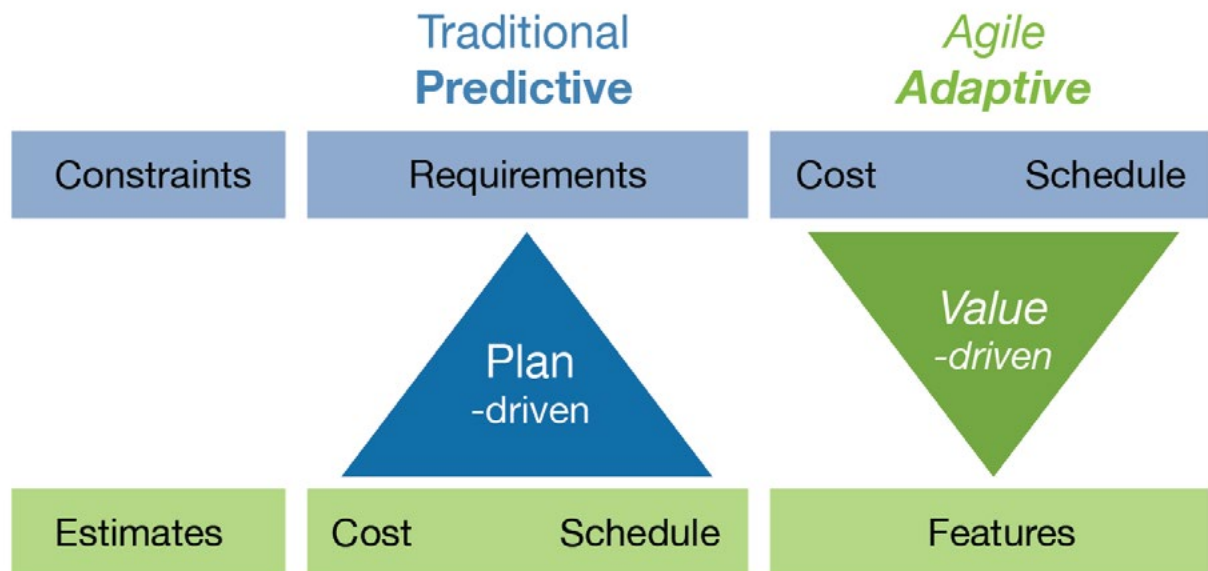 Traditional
Predictive
Agile
Adaptive
Constraints
Requirements
Cost Schedule
Plan
-driven
Value
-driven
Estimates
Cost Schedule
Features